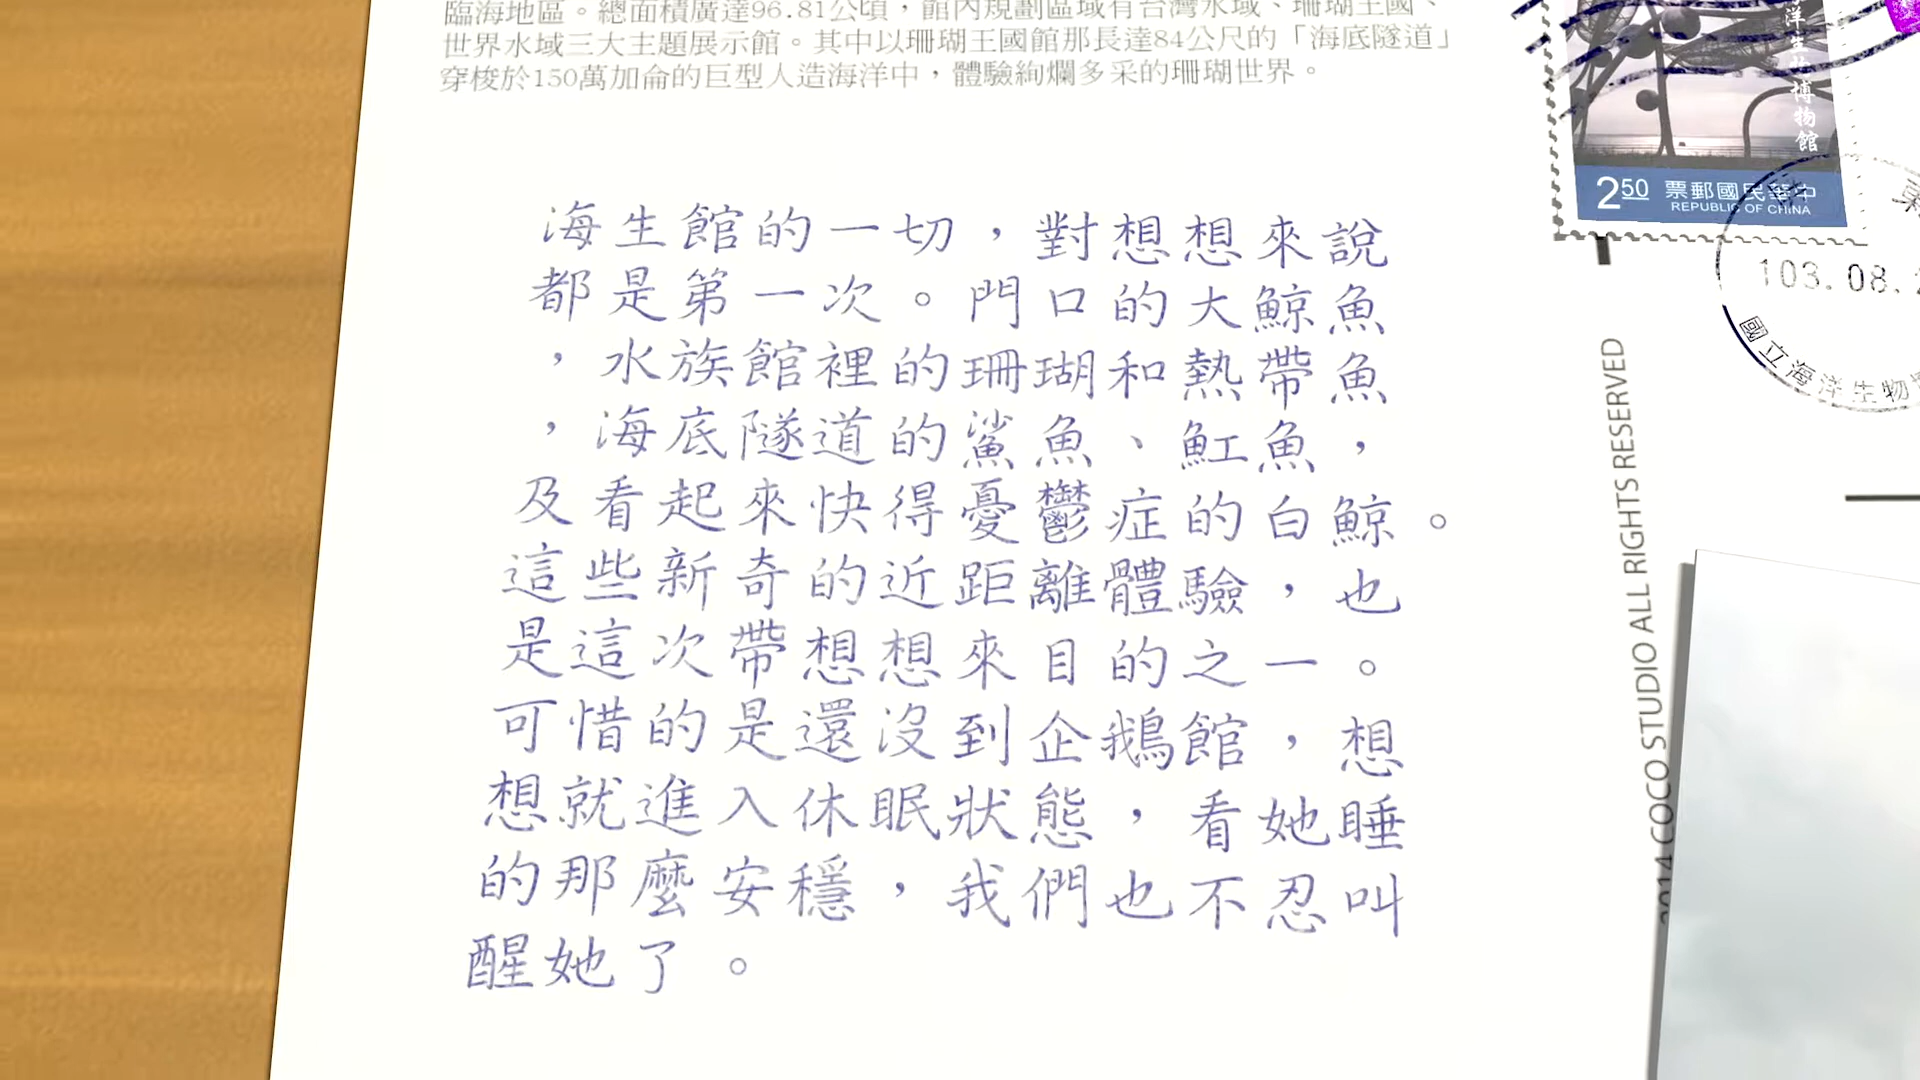 臨海地區。總面積廣達96.81公頃，館內規劃區域有台灣水域、珊瑚王國、
世界水域三大主題展示館。其中以珊瑚王國館那長達84公尺的「海底隧道」
穿梭於150萬加侖的巨型人造海洋中，體驗絢爛多采的珊瑚世界。
海生館的一切，對想想來說
都是第一次。門口的大鯨魚
，水族館裡的珊瑚和熱帶魚
，海底隧道的鯊魚、魟魚，
及看起來快得憂鬱症的白鯨。
這些新奇的近距離體驗，也
是這次帶想想來目的之一。
可惜的是還沒到企鵝館，想
想就進入休眠狀態，看她睡
的那麼安穩，我們也不忍叫
醒她了。
洋生物博物館
250 票郵國民華中
REPUBLIC OF CHINA
103.08.
國立海洋生物
2014 COCO STUDIO ALL RIGHTS RESERVED